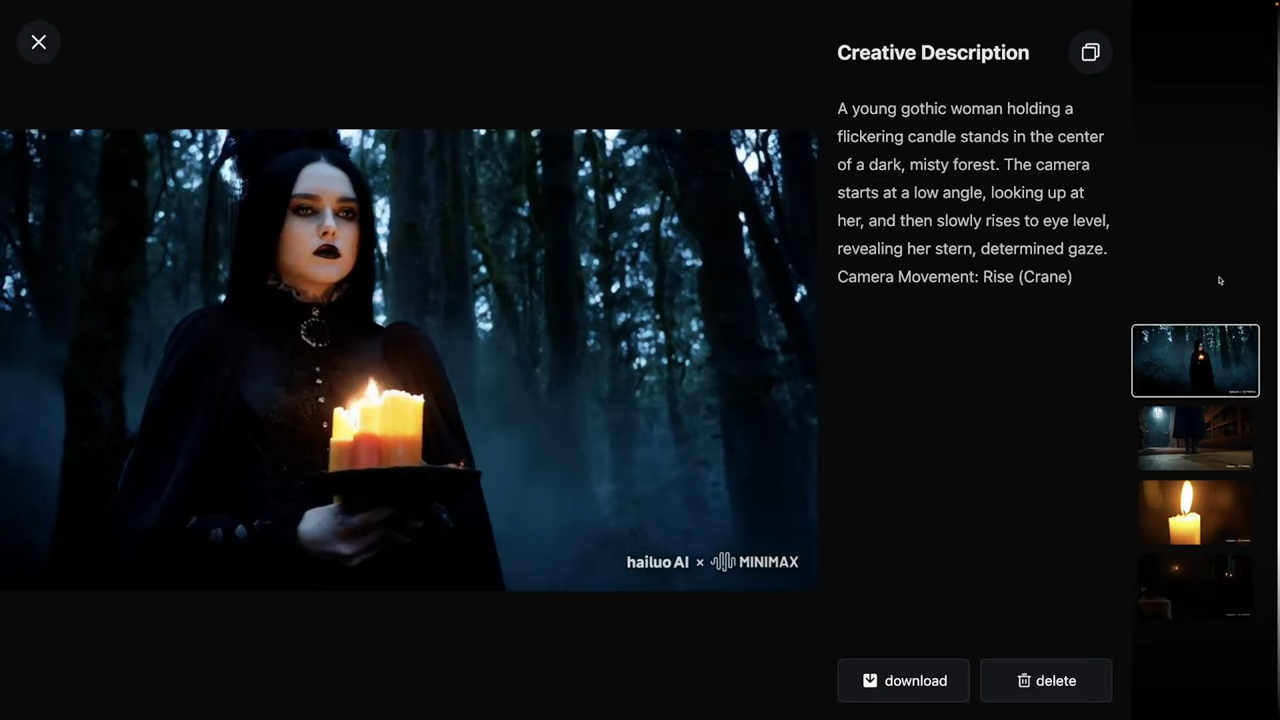 Creative Description
A young gothic woman holding a
flickering candle stands in the center
of a dark, misty forest. The camera
starts at a low angle, looking up at
her, and then slowly rises to eye level,
revealing her stern, determined gaze.
Camera Movement: Rise (Crane)
hailuo AI × MINIMAX
download
delete